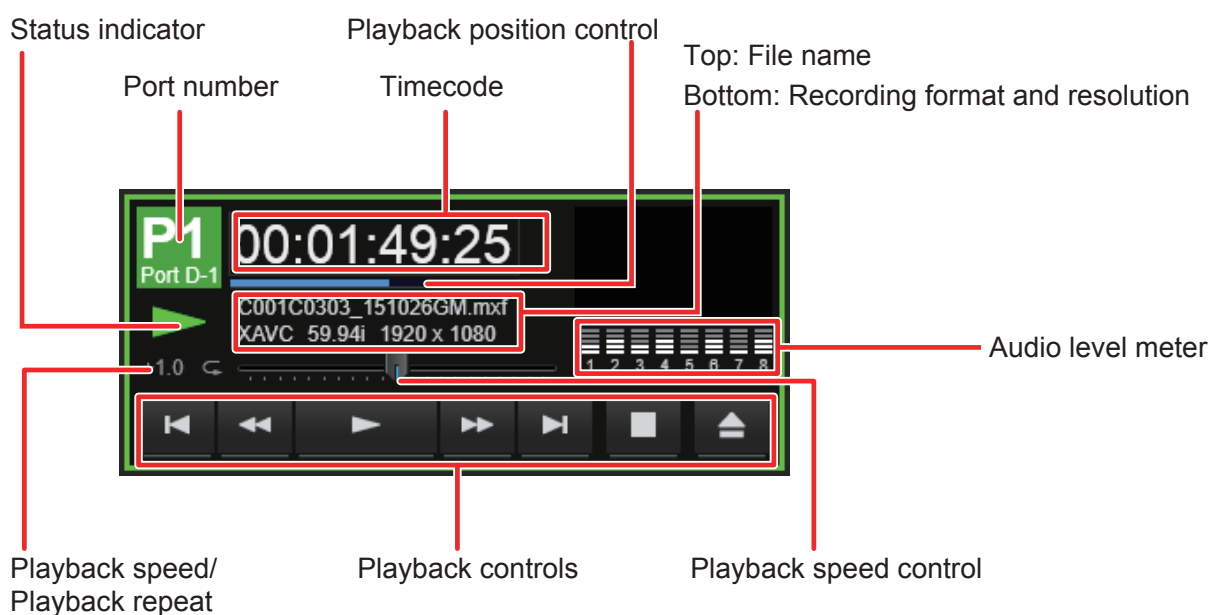 Status indicator
Playback position control
Top: File name
Port number
Timecode
Bottom: Recording format and resolution
P1
00:01:49:25
Port D-1
C001C0303_151026GM.mxf
XAVC 59.94i 1920 x 1080
Audio level meter
+1.0
1 2 3 4 5 6 7 8
Playback speed/
Playback repeat
Playback controls
Playback speed control